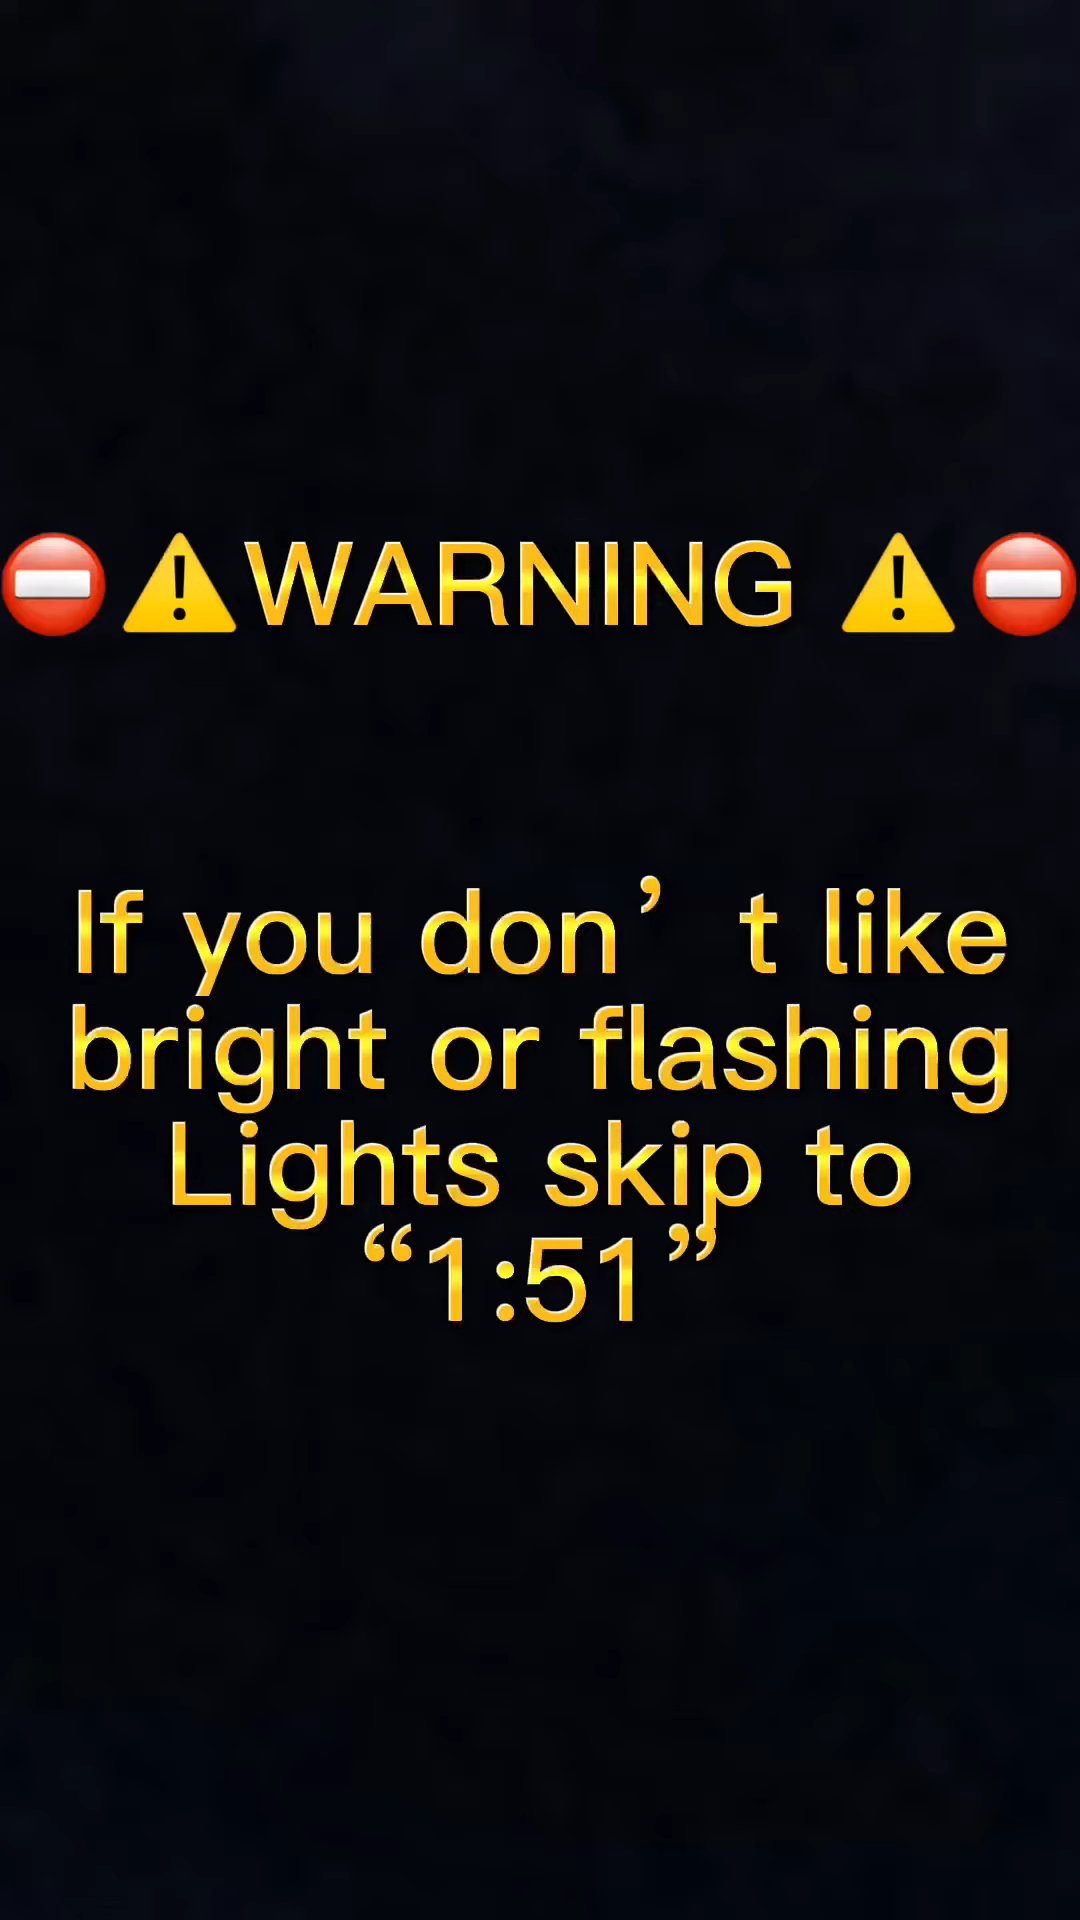 ⛔⚠️WARNING ⚠️⛔
If you don’t like
bright or flashing
Lights skip to
“1:51”